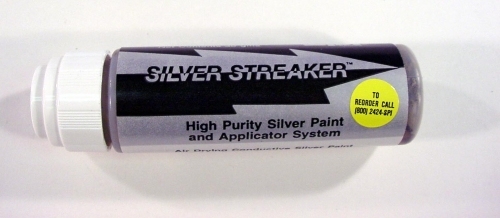 SILVER STREAKER™
High Purity Silver Paint
and Applicator System
Air Drying Conductive Silver Paint
TO
REORDER CALL
(800) 2424-SPI